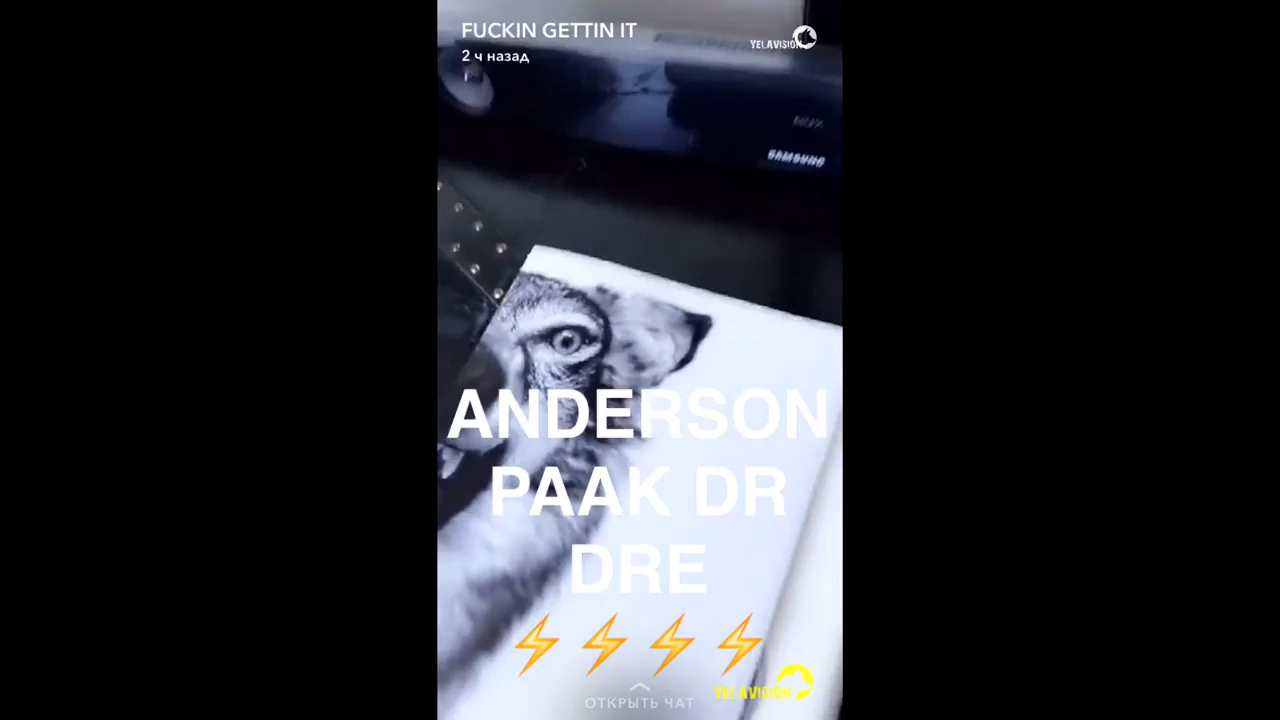 FUCKIN GETTIN IT
2 ч назад
YELAVISION
SAMSUNG
ANDERSON
PAAK DR
DRE
⚡⚡⚡⚡
YELAVISION
ОТКРЫТЬ ЧАТ